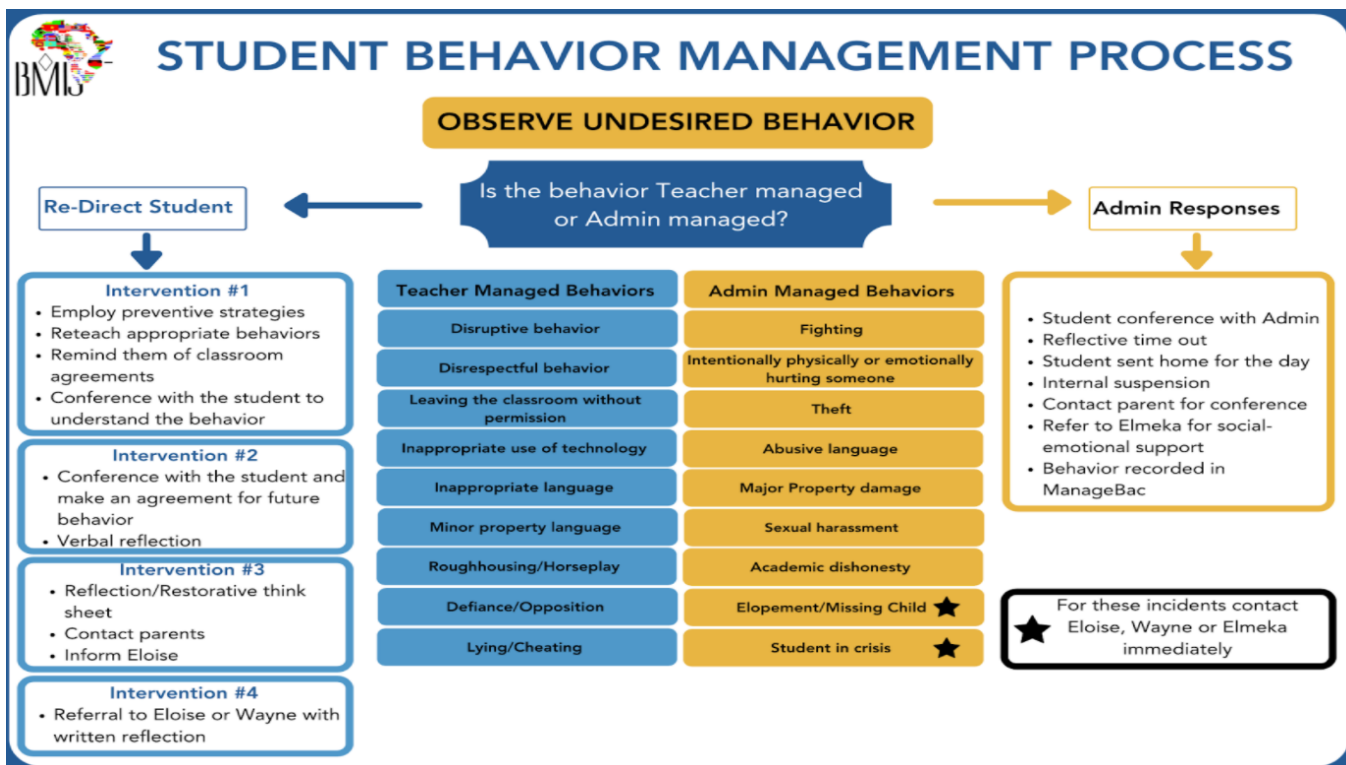 BMIS
STUDENT BEHAVIOR MANAGEMENT PROCESS
OBSERVE UNDESIRED BEHAVIOR
Is the behavior Teacher managed
or Admin managed?
Re-Direct Student
Intervention #1
• Employ preventive strategies
• Reteach appropriate behaviors
• Remind them of classroom
agreements
• Conference with the student to
understand the behavior
Intervention #2
• Conference with the student and
make an agreement for future
behavior
• Verbal reflection
Intervention #3
• Reflection/Restorative think
sheet
• Contact parents
• Inform Eloise
Intervention #4
• Referral to Eloise or Wayne with
written reflection
Teacher Managed Behaviors
Disruptive behavior
Disrespectful behavior
Leaving the classroom without
permission
Inappropriate use of technology
Inappropriate language
Minor property language
Roughhousing/Horseplay
Defiance/Opposition
Lying/Cheating
Admin Managed Behaviors
Fighting
Intentionally physically or emotionally
hurting someone
Theft
Abusive language
Major Property damage
Sexual harassment
Academic dishonesty
Elopement/Missing Child
Student in crisis
Admin Responses
• Student conference with Admin
• Reflective time out
• Student sent home for the day
• Internal suspension
• Contact parent for conference
• Refer to Elmeka for social-
emotional support
• Behavior recorded in
ManageBac
For these incidents contact
Eloise, Wayne or Elmeka
immediately